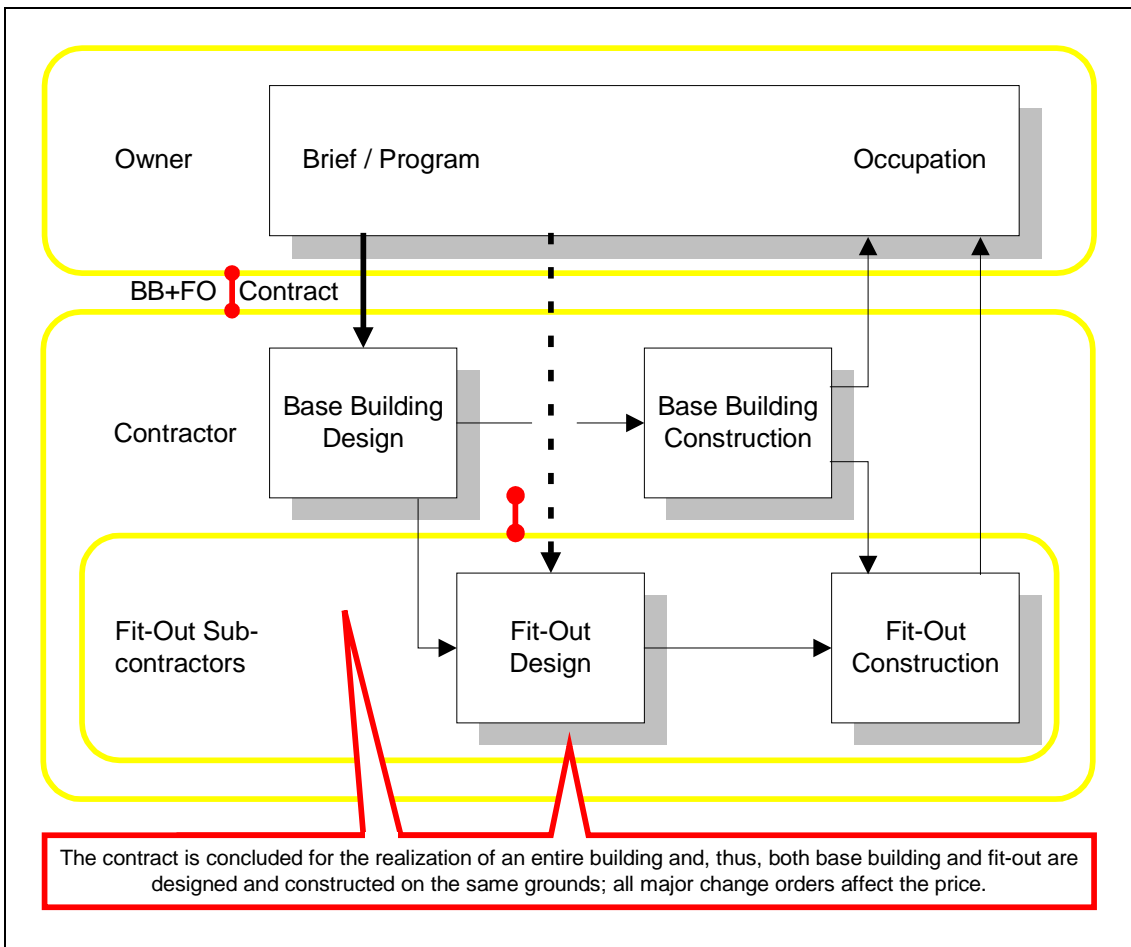 Owner
Brief / Program
Occupation
BB+FO Contract
Contractor
Base Building
Design
Base Building
Construction
Fit-Out Sub-
contractors
Fit-Out
Design
Fit-Out
Construction
The contract is concluded for the realization of an entire building and, thus, both base building and fit-out are
designed and constructed on the same grounds; all major change orders affect the price.